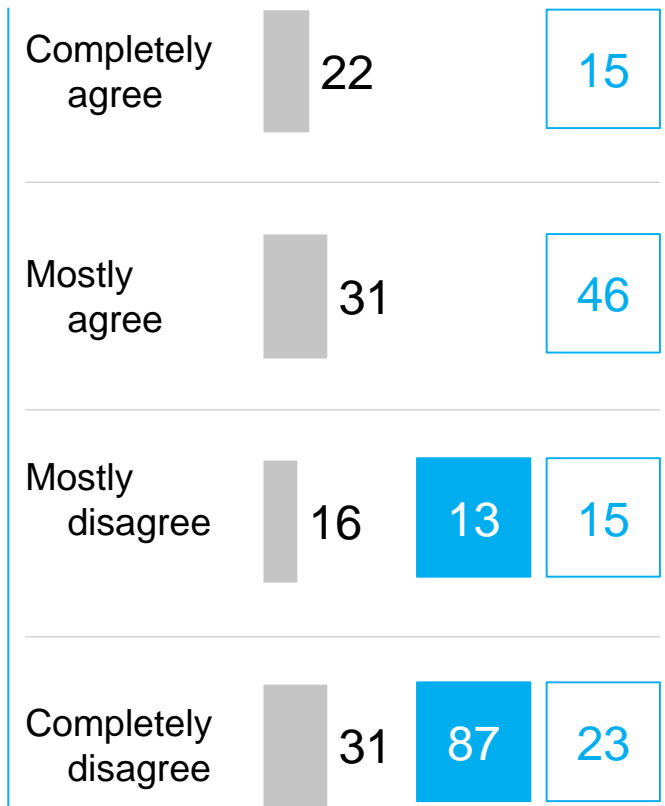 Completely
agree
22
15
Mostly
agree
31
46
Mostly
disagree
16
13
15
Completely
disagree
31
87
23